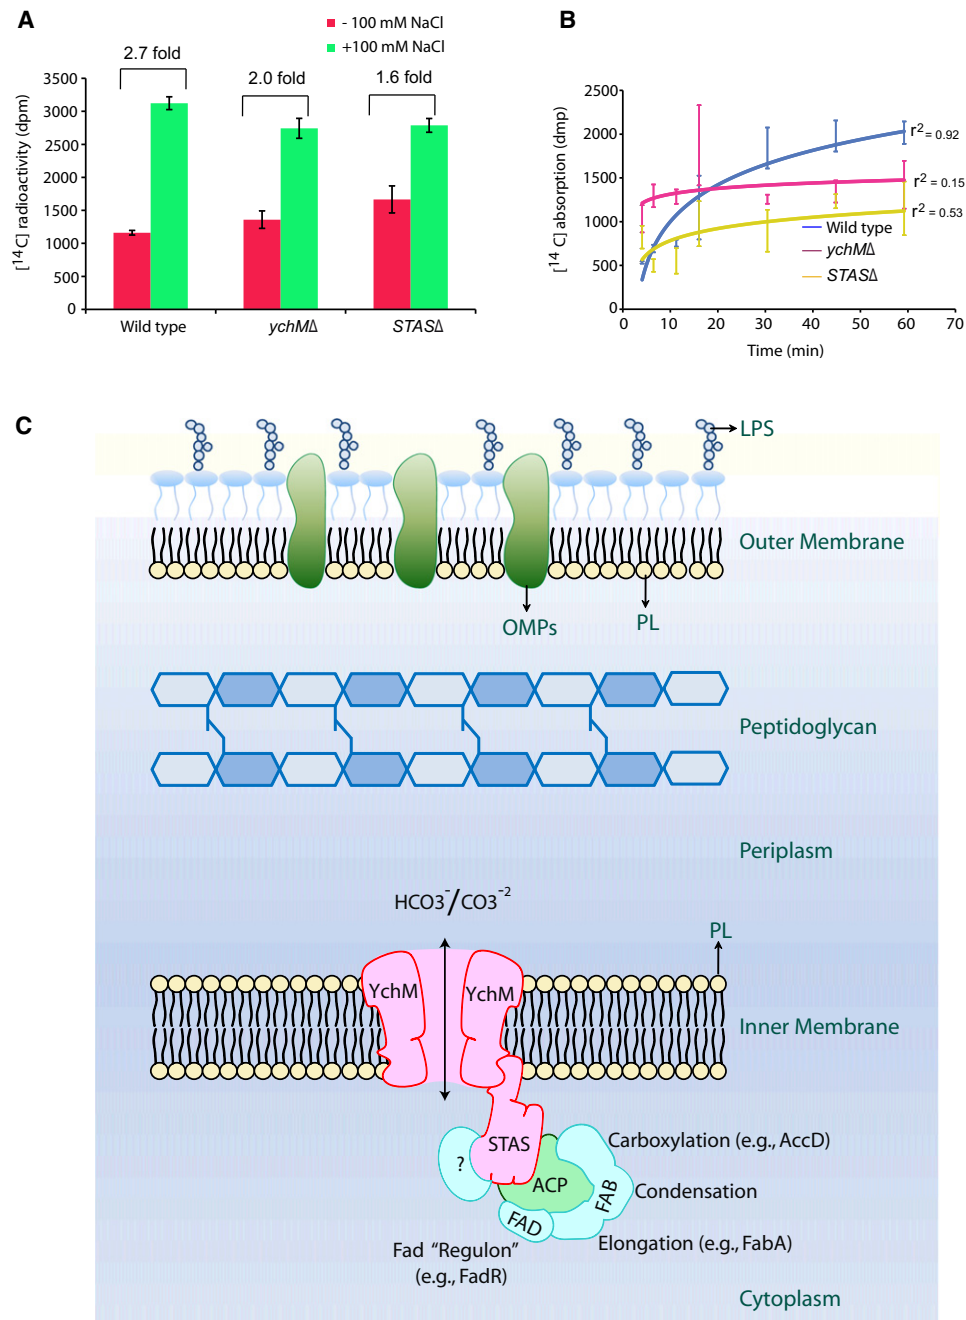 A
- 100 mM NaCl
+100 mM NaCl
2.7 fold
2.0 fold
1.6 fold
[¹⁴C] radioactivity (dpm)
3500
3000
2500
2000
1500
1000
500
0
Wild type
ychMΔ
STASΔ
B
[¹⁴C] absorption (dmp)
2500
2000
1500
1000
500
0
r² = 0.92
r² = 0.15
r² = 0.53
Wild type
ychMΔ
STASΔ
0 10 20 30 40 50 60 70
Time (min)
C
LPS
Outer Membrane
OMPs
PL
Peptidoglycan
Periplasm
HCO3⁻/CO3⁻²
PL
YchM
YchM
Inner Membrane
STAS
?
ACP
FAB
FAD
Carboxylation (e.g., AccD)
Condensation
Elongation (e.g., FabA)
Fad “Regulon”
(e.g., FadR)
Cytoplasm